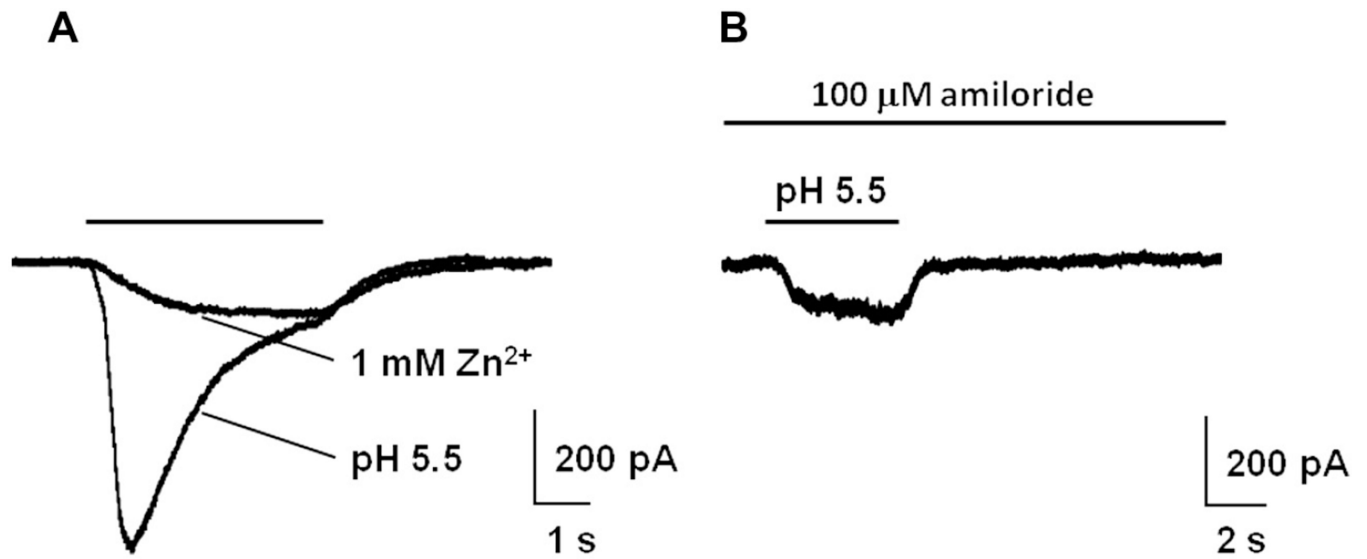 A
B
100 μM amiloride
pH 5.5
1 mM Zn²⁺
pH 5.5
200 pA
1 s
200 pA
2 s